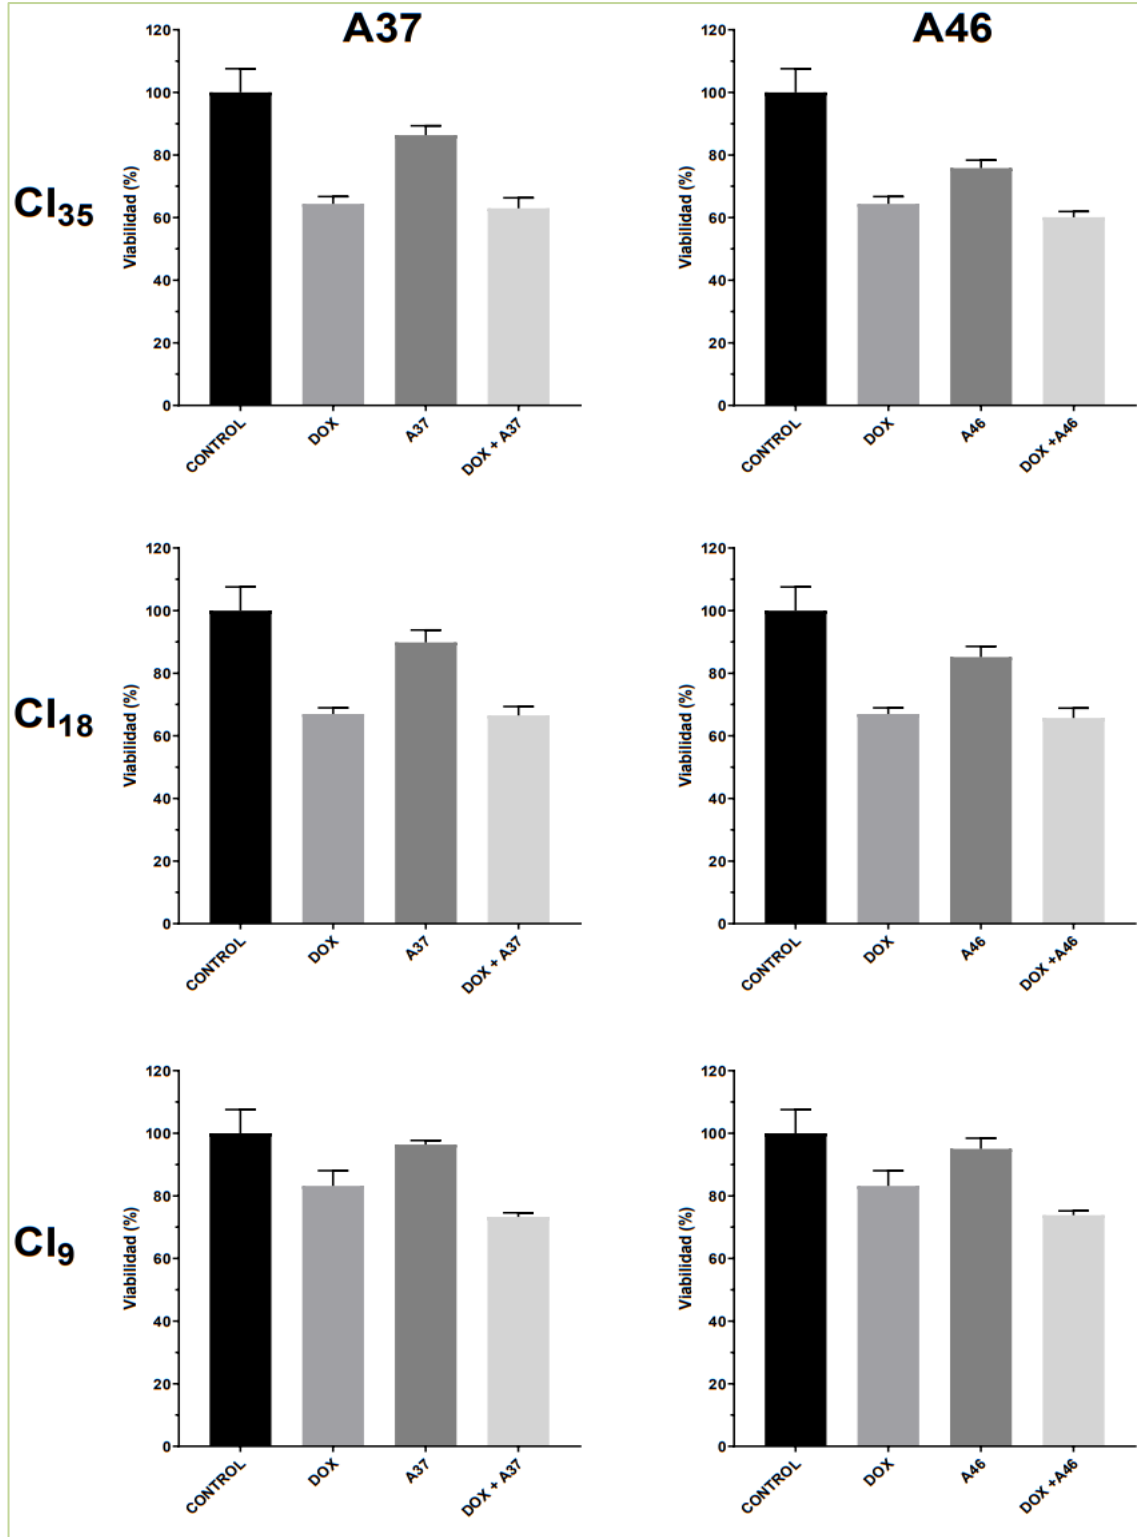 A37
A46
CI35
120
100
80
60
40
20
0
Viabilidad (%)
CONTROL
DOX
A37
DOX + A37
120
100
80
60
40
20
0
Viabilidad (%)
CONTROL
DOX
A46
DOX +A46
CI18
120
100
80
60
40
20
0
Viabilidad (%)
CONTROL
DOX
A37
DOX + A37
120
100
80
60
40
20
0
Viabilidad (%)
CONTROL
DOX
A46
DOX +A46
CI9
120
100
80
60
40
20
0
Viabilidad (%)
CONTROL
DOX
A37
DOX + A37
120
100
80
60
40
20
0
Viabilidad (%)
CONTROL
DOX
A46
DOX +A46